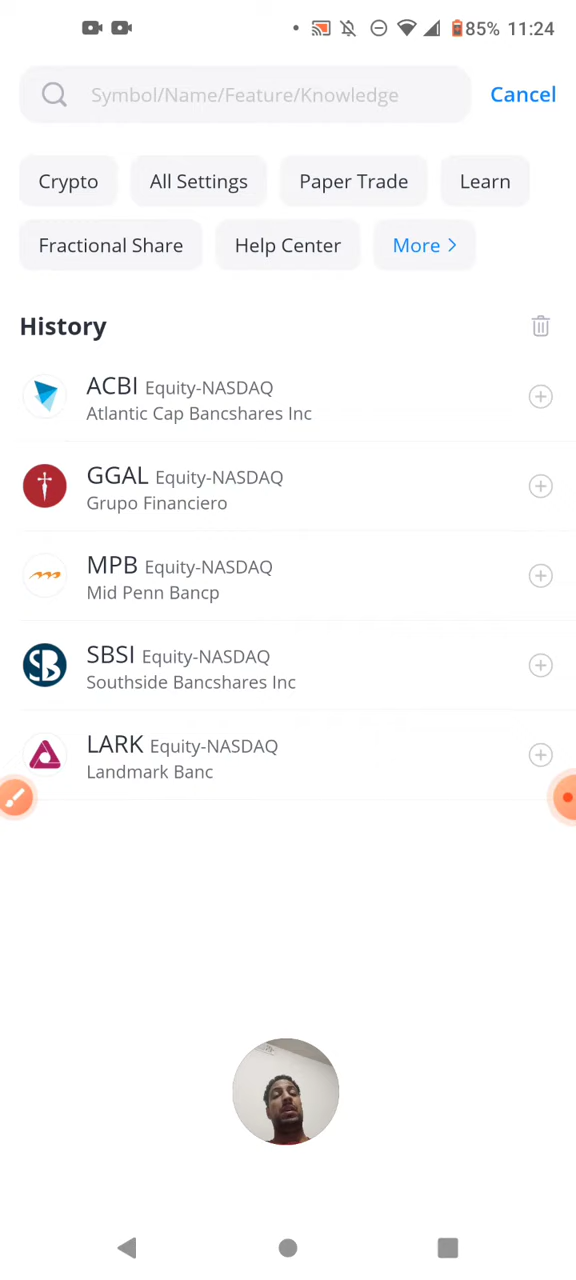 85% 11:24
Symbol/Name/Feature/Knowledge Cancel
Crypto All Settings Paper Trade Learn
Fractional Share Help Center More >
History
ACBI Equity-NASDAQ
Atlantic Cap Bancshares Inc
GGAL Equity-NASDAQ
Grupo Financiero
MPB Equity-NASDAQ
Mid Penn Bancp
SBSI Equity-NASDAQ
Southside Bancshares Inc
LARK Equity-NASDAQ
Landmark Banc